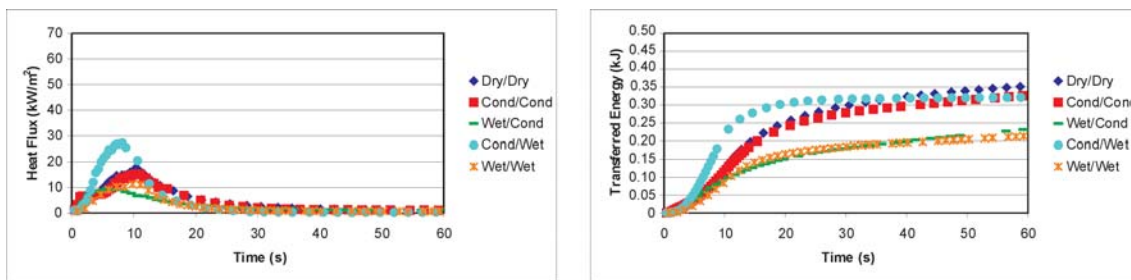 Heat Flux (kW/m²)
70
60
50
40
30
20
10
0
0 10 20 30 40 50 60
Time (s)
Dry/Dry
Cond/Cond
Wet/Cond
Cond/Wet
Wet/Wet
Transferred Energy (kJ)
0.50
0.45
0.40
0.35
0.30
0.25
0.20
0.15
0.10
0.05
0
0 10 20 30 40 50 60
Time (s)
Dry/Dry
Cond/Cond
Wet/Cond
Cond/Wet
Wet/Wet